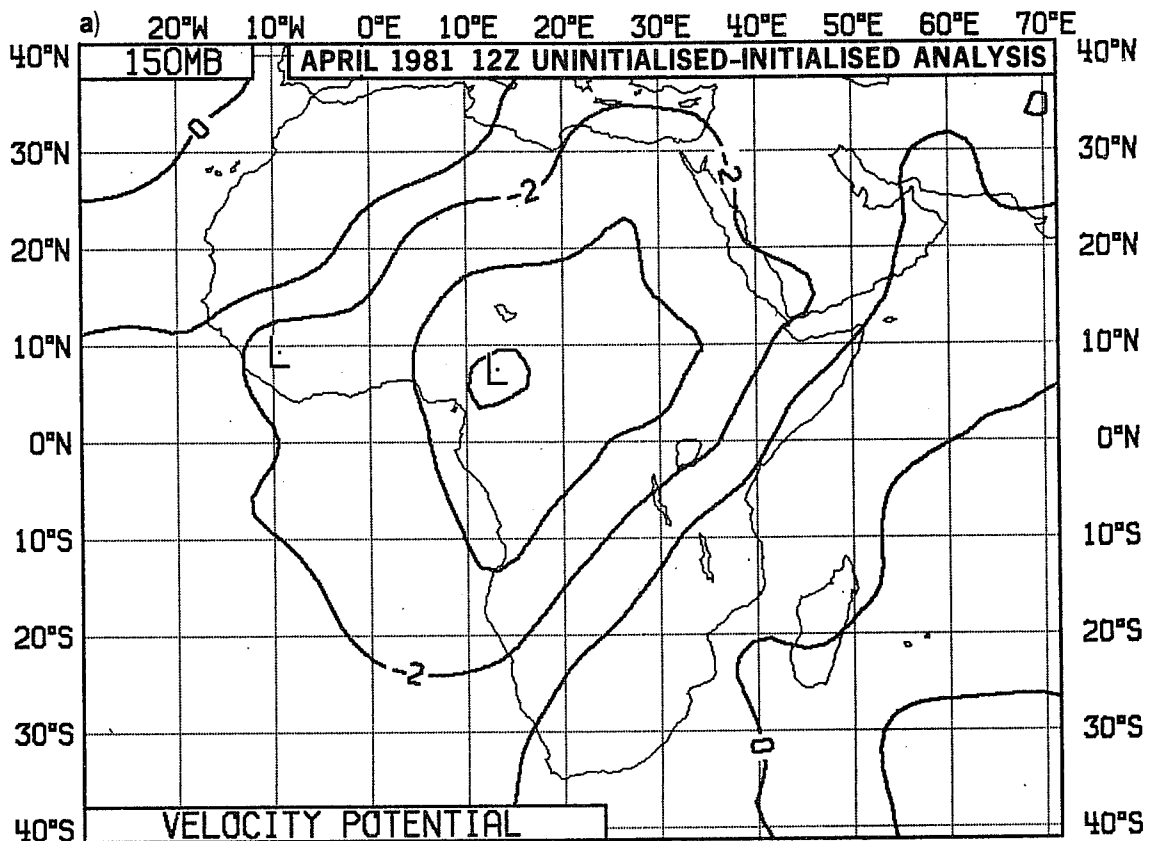 a) 20°W 10°W 0°E 10°E 20°E 30°E 40°E 50°E 60°E 70°E
40°N 150MB APRIL 1981 12Z UNINITIALISED-INITIALISED ANALYSIS 40°N
0
30°N 30°N
-2
-2
20°N 20°N
10°N L 10°N
L
0°N 0°N
10°S 10°S
20°S 20°S
-2
30°S 30°S
0
40°S VELOCITY POTENTIAL 40°S